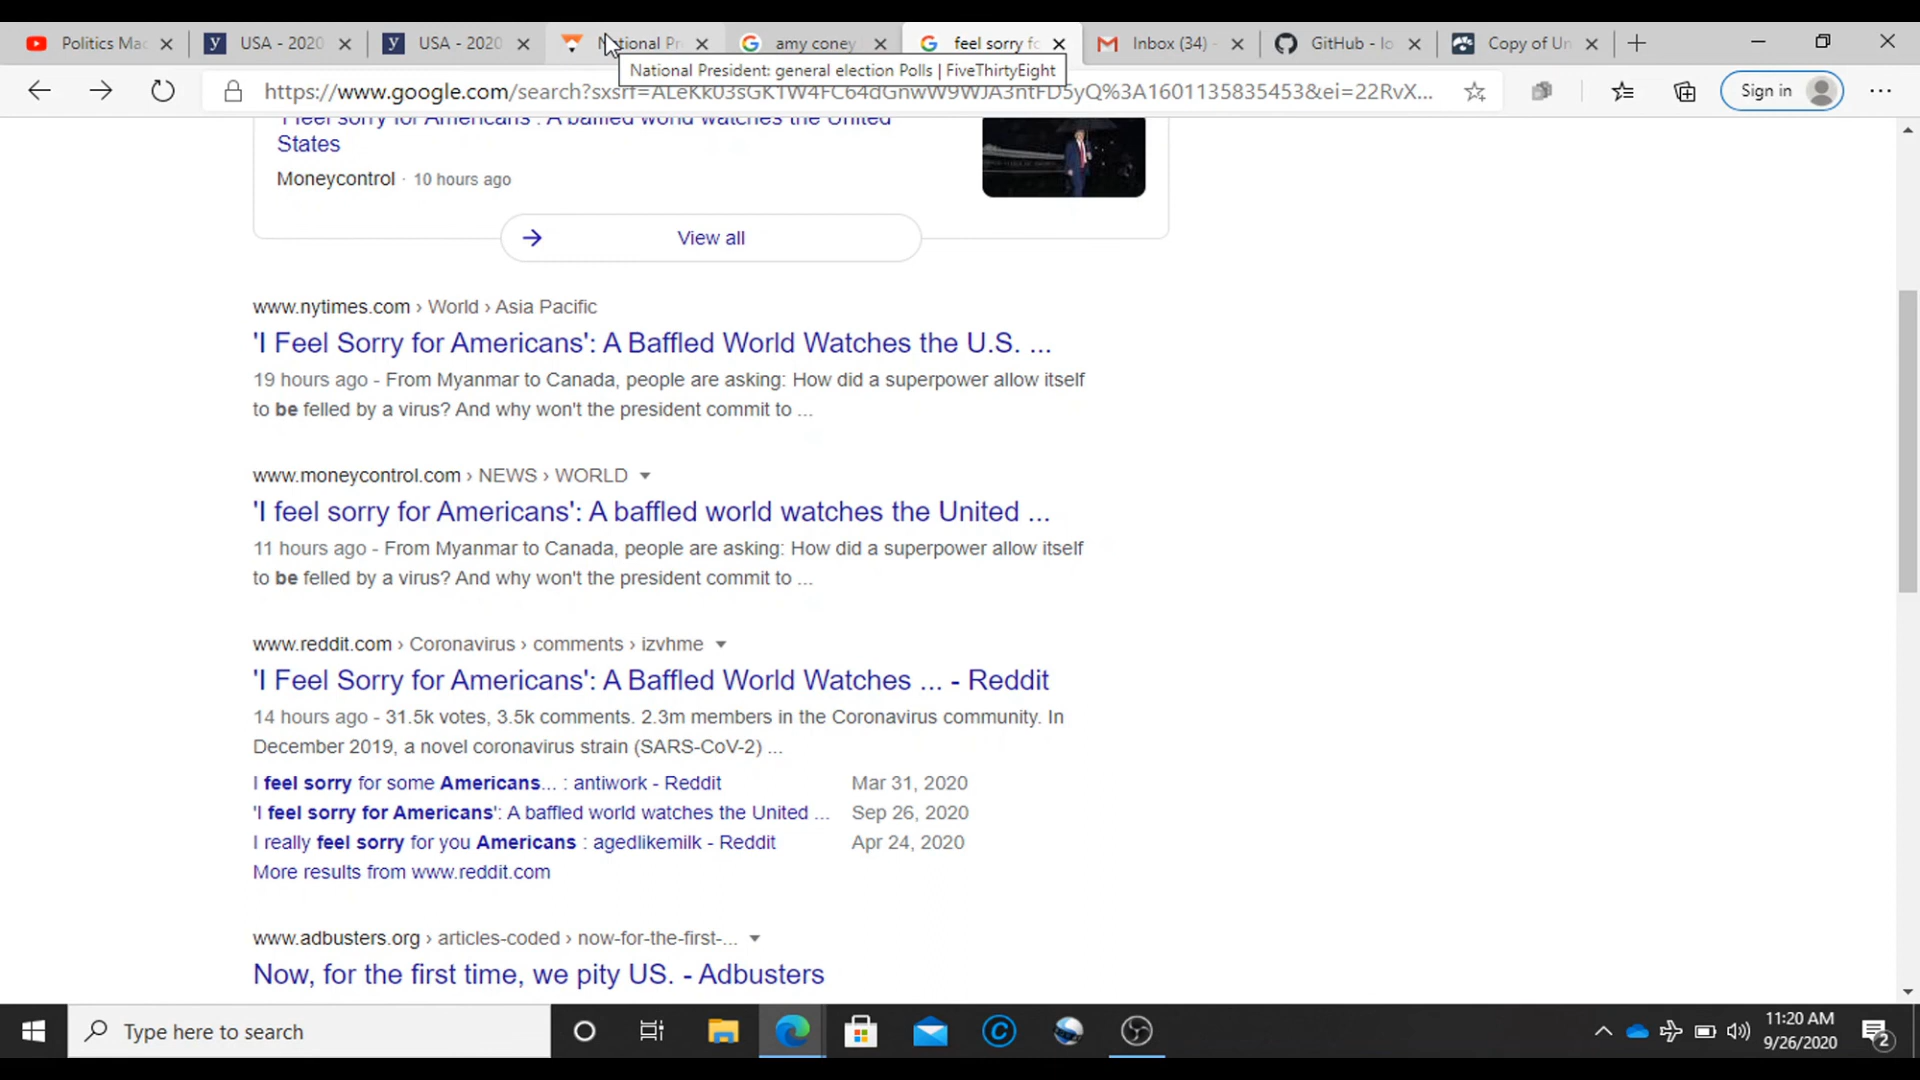 Politics Mac
USA - 2020
USA - 2020
National Pr
amy coney
feel sorry fo
Inbox (34) -
GitHub - lo
Copy of Un
National President: general election Polls | FiveThirtyEight
Sign in
'I feel sorry for Americans': A baffled world watches the United
States
Moneycontrol · 10 hours ago
View all
www.nytimes.com › World › Asia Pacific
'I Feel Sorry for Americans': A Baffled World Watches the U.S. ...
19 hours ago - From Myanmar to Canada, people are asking: How did a superpower allow itself
to be felled by a virus? And why won't the president commit to ...
www.moneycontrol.com › NEWS › WORLD
'I feel sorry for Americans': A baffled world watches the United ...
11 hours ago - From Myanmar to Canada, people are asking: How did a superpower allow itself
to be felled by a virus? And why won't the president commit to ...
www.reddit.com › Coronavirus › comments › izvhme
'I Feel Sorry for Americans': A Baffled World Watches ... - Reddit
14 hours ago - 31.5k votes, 3.5k comments. 2.3m members in the Coronavirus community. In
December 2019, a novel coronavirus strain (SARS-CoV-2) ...
I feel sorry for some Americans... : antiwork - Reddit Mar 31, 2020
'I feel sorry for Americans': A baffled world watches the United ... Sep 26, 2020
I really feel sorry for you Americans : agedlikemilk - Reddit Apr 24, 2020
More results from www.reddit.com
www.adbusters.org › articles-coded › now-for-the-first-...
Now, for the first time, we pity US. - Adbusters
Type here to search
11:20 AM
9/26/2020
2